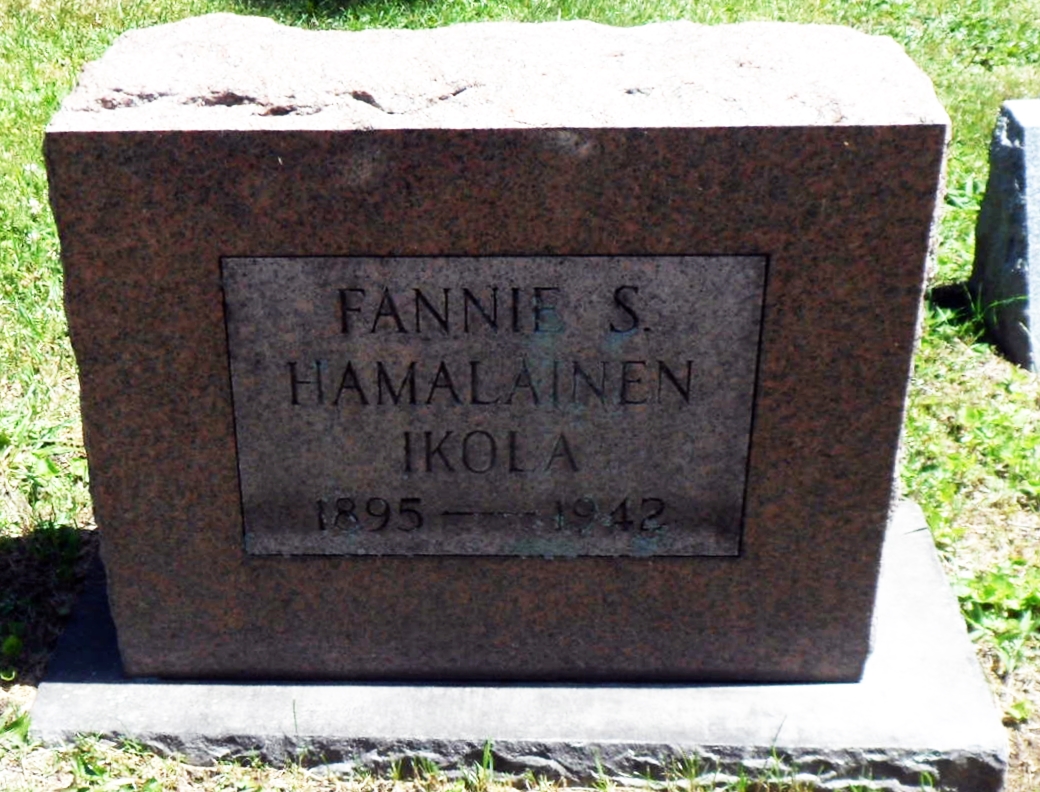 FANNIE S.
HAMALAINEN
IKOLA
1895 — 1942